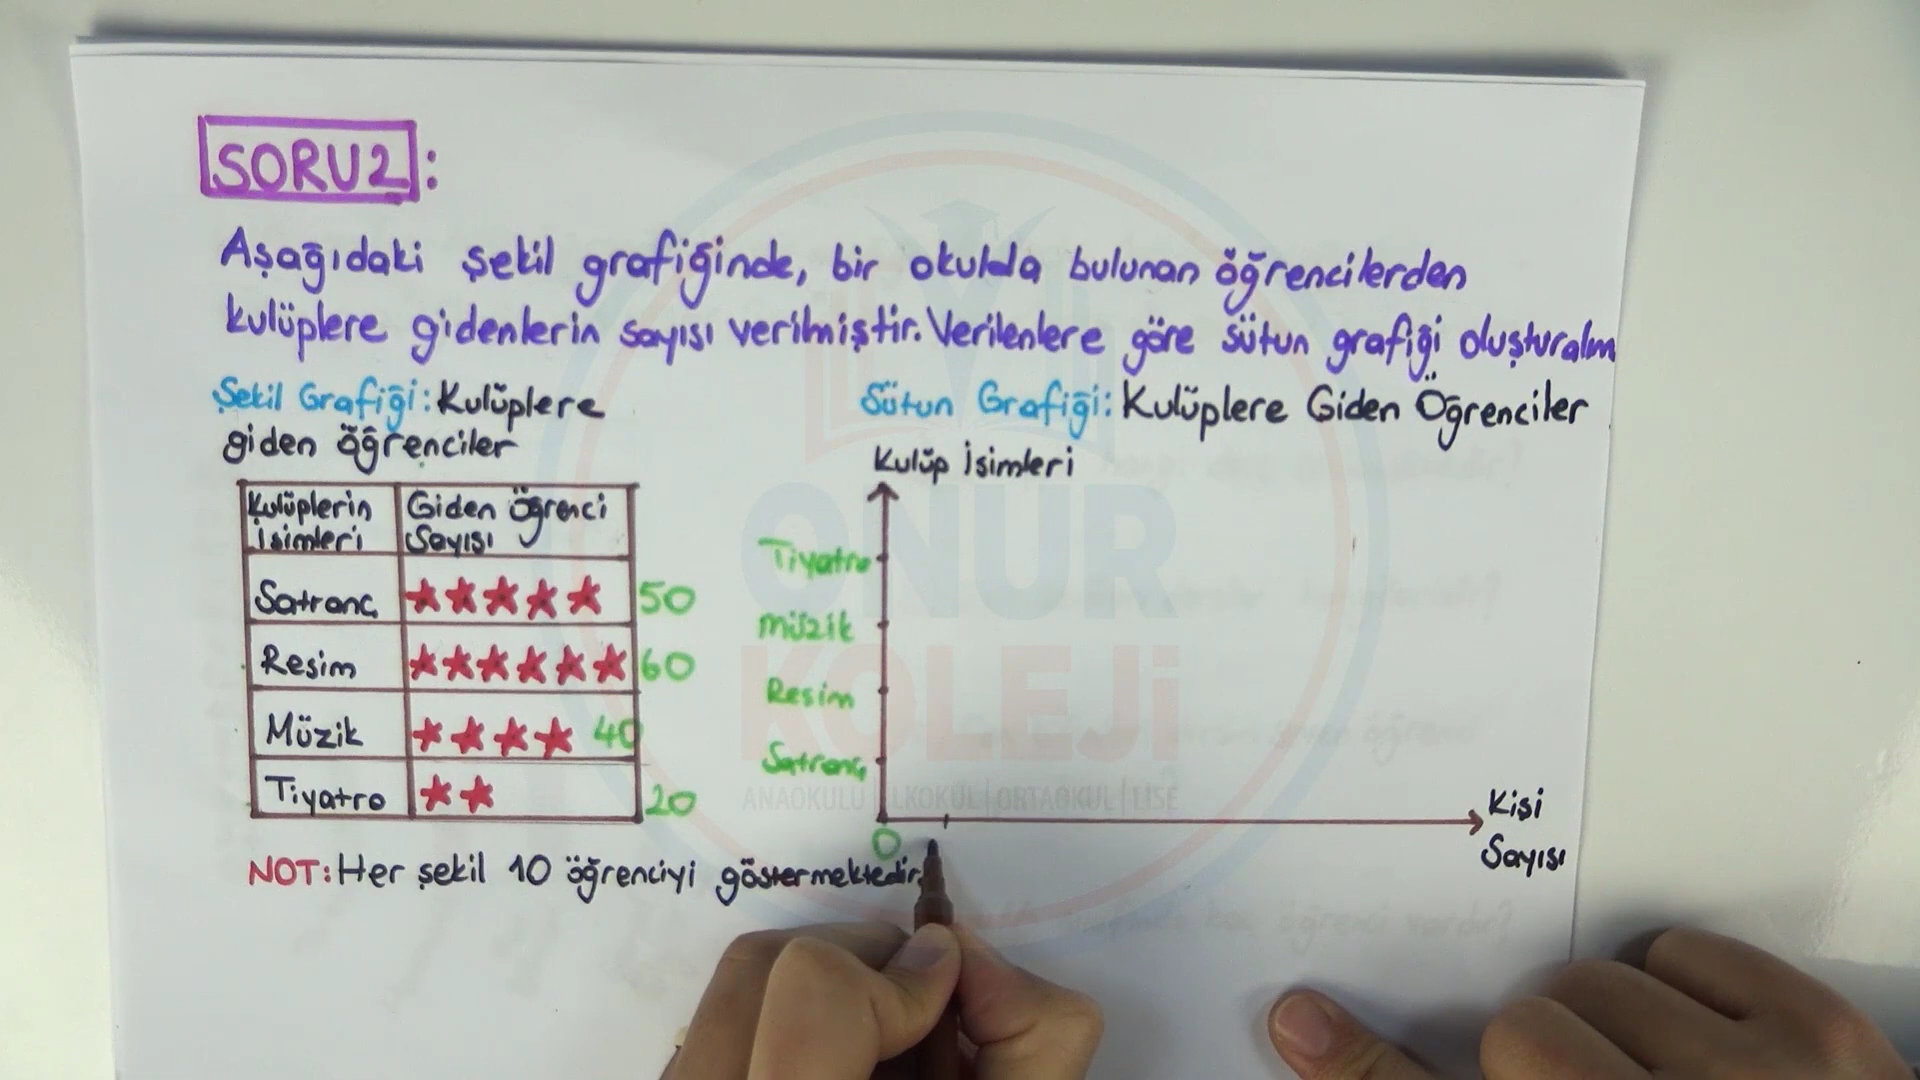 SORU2:
Aşağıdaki şekil grafiğinde, bir okulda bulunan öğrencilerden
kulüplere gidenlerin sayısı verilmiştir. Verilenlere göre sütun grafiği oluşturalım
Şekil Grafiği: Kulüplere
giden öğrenciler
Kulüplerin
İsimleri
Giden Öğrenci
Sayısı
Satranç
50
Resim
60
Müzik
40
Tiyatro
20
NOT: Her şekil 10 öğrenciyi göstermektedir.
Sütun Grafiği: Kulüplere Giden Öğrenciler
Kulüp İsimleri
Tiyatro
Müzik
Resim
Satranç
0
Kişi
Sayısı
ONUR
KOLEJİ
ANAOKULU | İLKOKUL | ORTAOKUL | LİSE